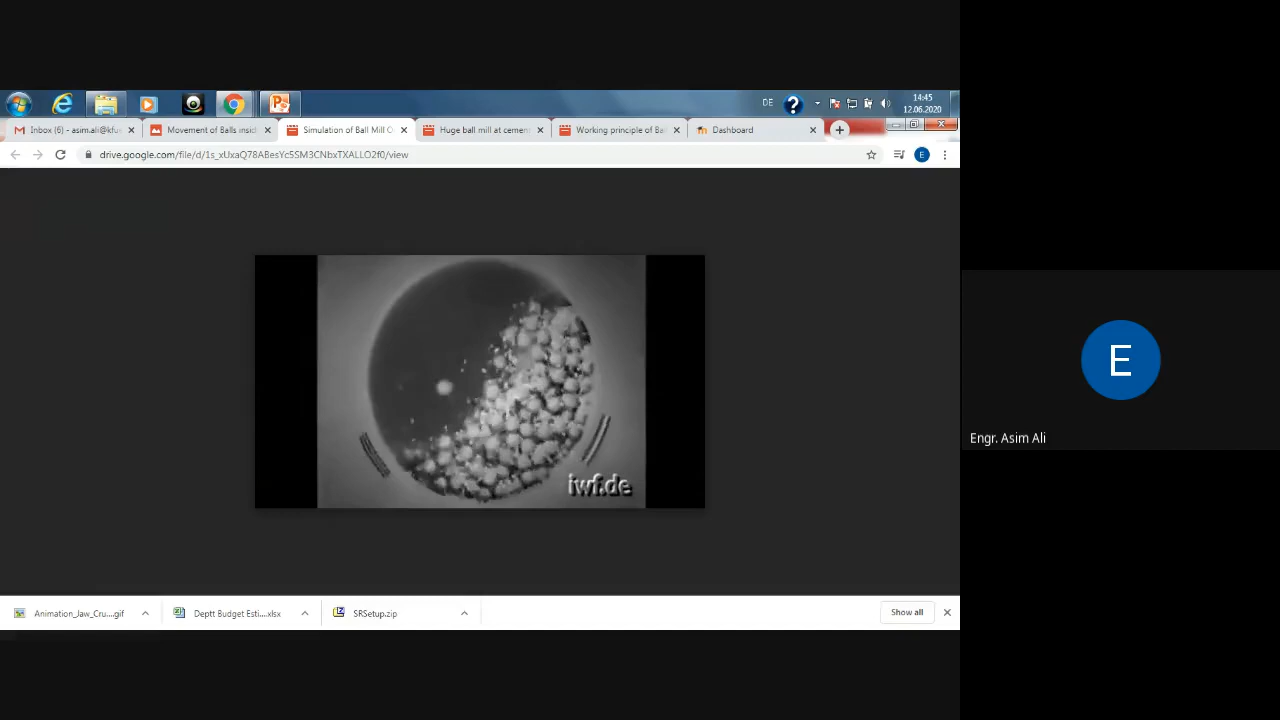 DE
14:45
12.06.2020
Inbox (6) - asim.ali@kfu
Movement of Balls insid
Simulation of Ball Mill O
Huge ball mill at cemen
Working principle of Ba
Dashboard
drive.google.com/file/d/1s_xUxaQ78ABesYc5SM3CNbxTXALLO2f0/view
E
iwf.de
E
Engr. Asim Ali
Animation_Jaw_Cru....gif
Deptt Budget Esti....xlsx
SRSetup.zip
Show all